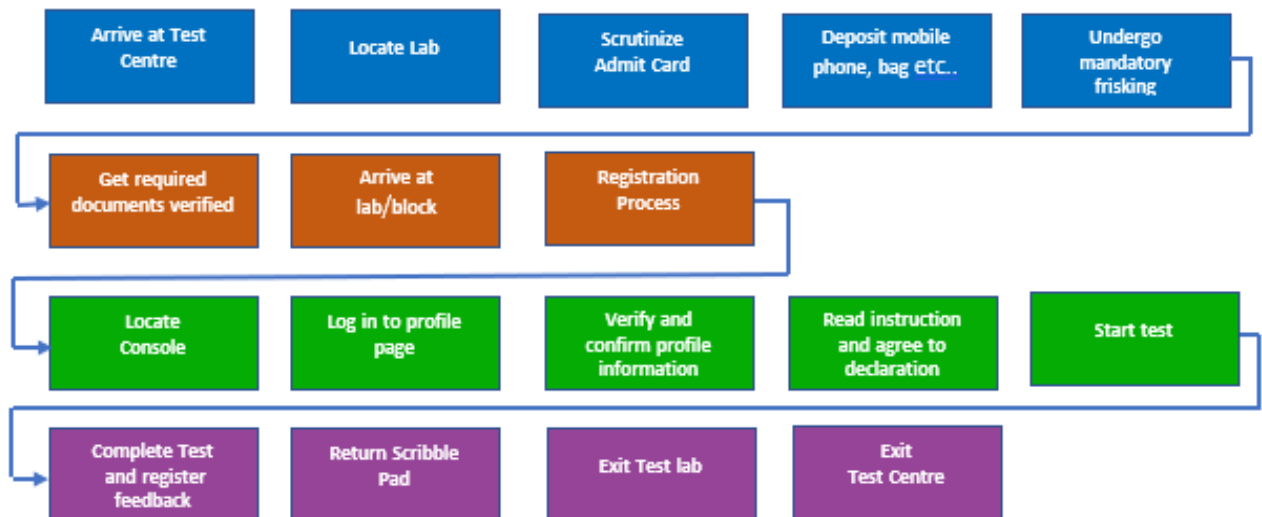 Arrive at Test
Centre
Locate Lab
Scrutinize
Admit Card
Deposit mobile
phone, bag etc..
Undergo
mandatory
frisking
Get required
documents verified
Arrive at
lab/block
Registration
Process
Locate
Console
Log in to profile
page
Verify and
confirm profile
information
Read instruction
and agree to
declaration
Start test
Complete Test
and register
feedback
Return Scribble
Pad
Exit Test lab
Exit
Test Centre